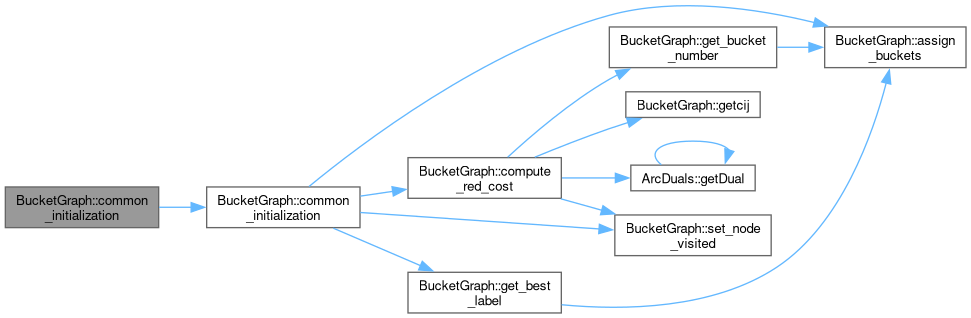 BucketGraph::common
_initialization
BucketGraph::common
_initialization
BucketGraph::compute
_red_cost
BucketGraph::get_best
_label
BucketGraph::get_bucket
_number
BucketGraph::getcij
ArcDuals::getDual
BucketGraph::set_node
_visited
BucketGraph::assign
_buckets